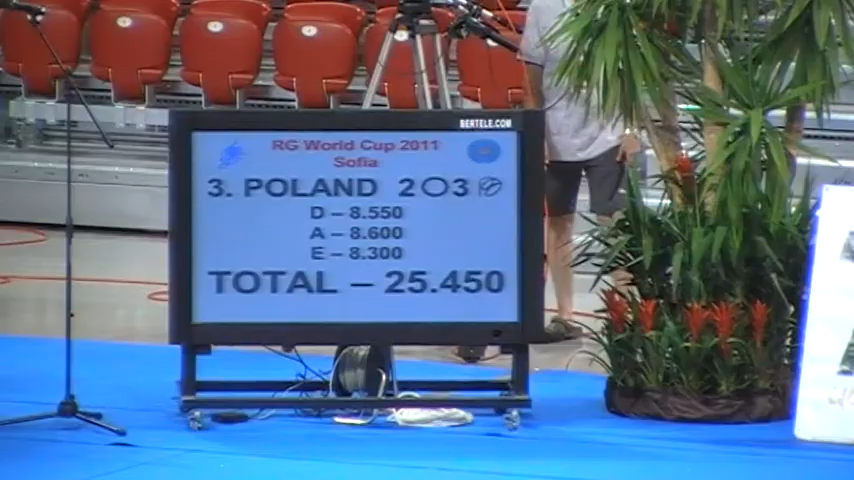 BERTELE.COM
RG World Cup 2011
Sofia
3. POLAND 2 3
D – 8.550
A – 8.600
E – 8.300
TOTAL – 25.450